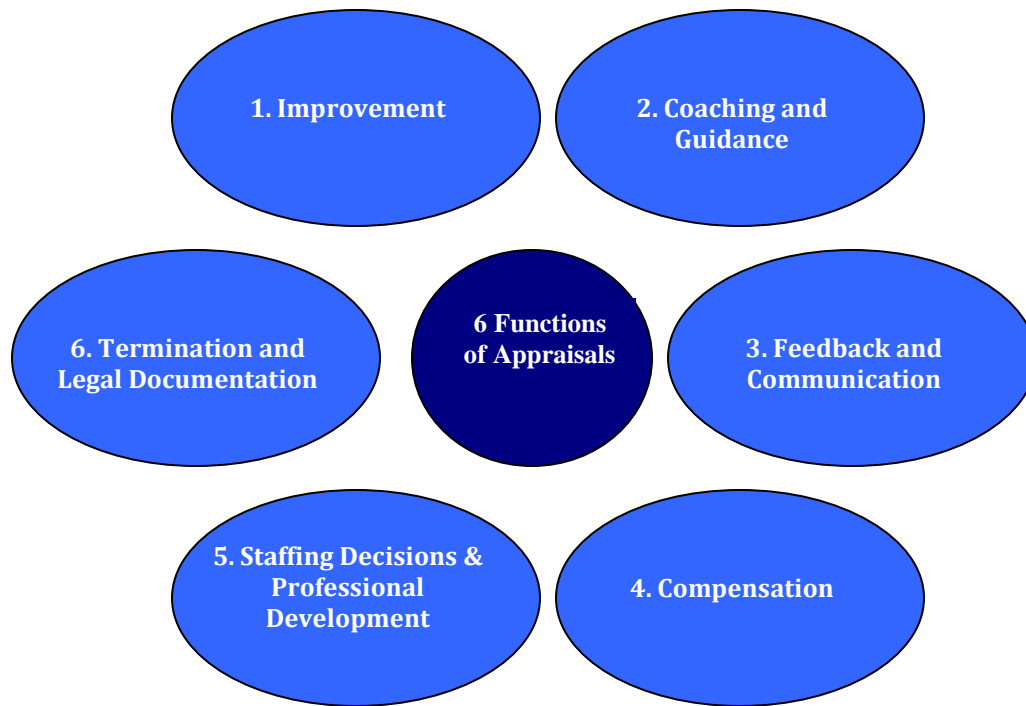 1. Improvement
2. Coaching and
Guidance
6. Termination and
Legal Documentation
6 Functions
of Appraisals
3. Feedback and
Communication
5. Staffing Decisions &
Professional
Development
4. Compensation